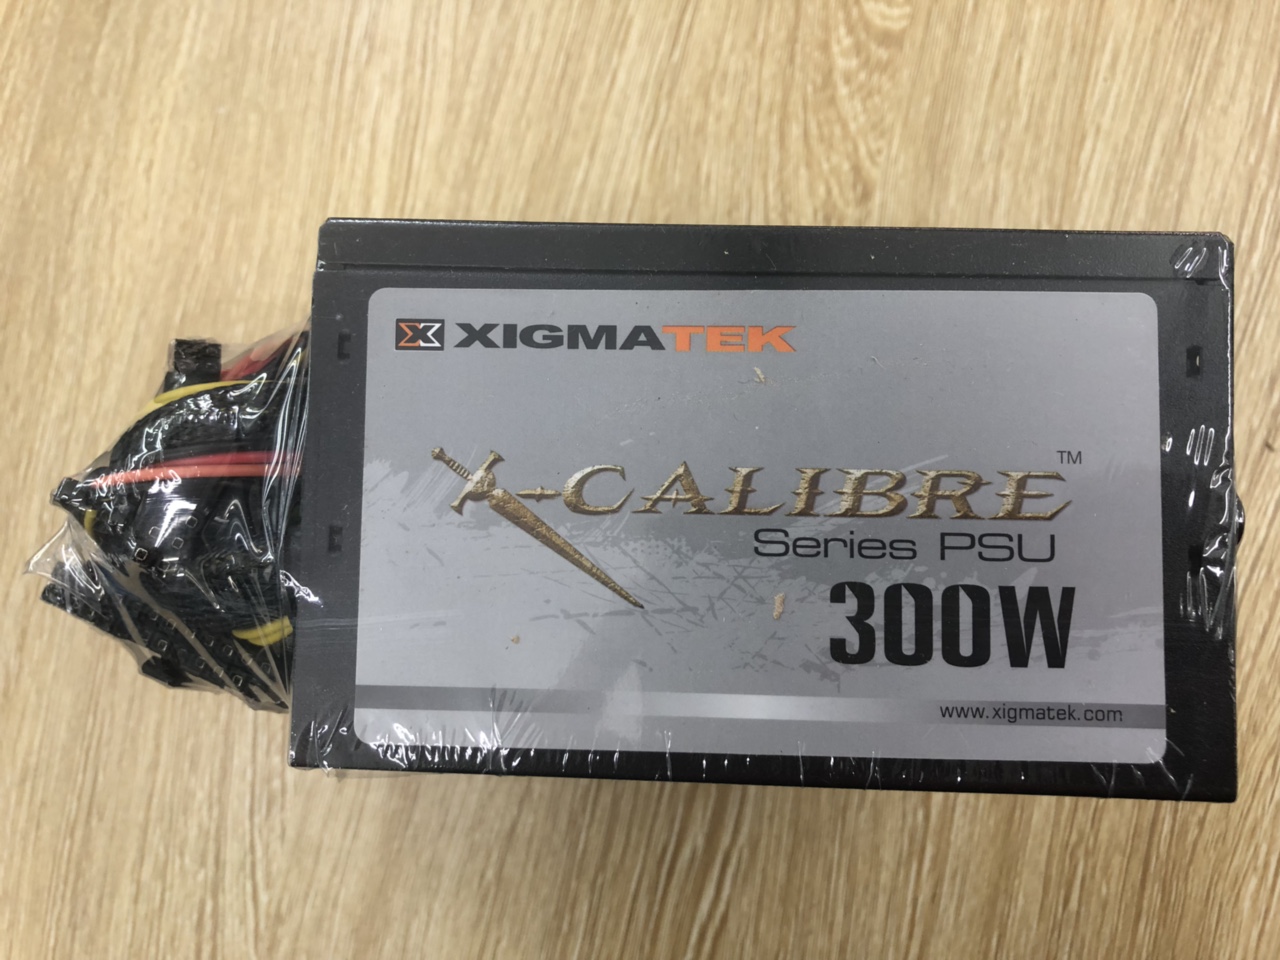 XIGMATEK
X-CALIBRE™
Series PSU
300W
www.xigmatek.com